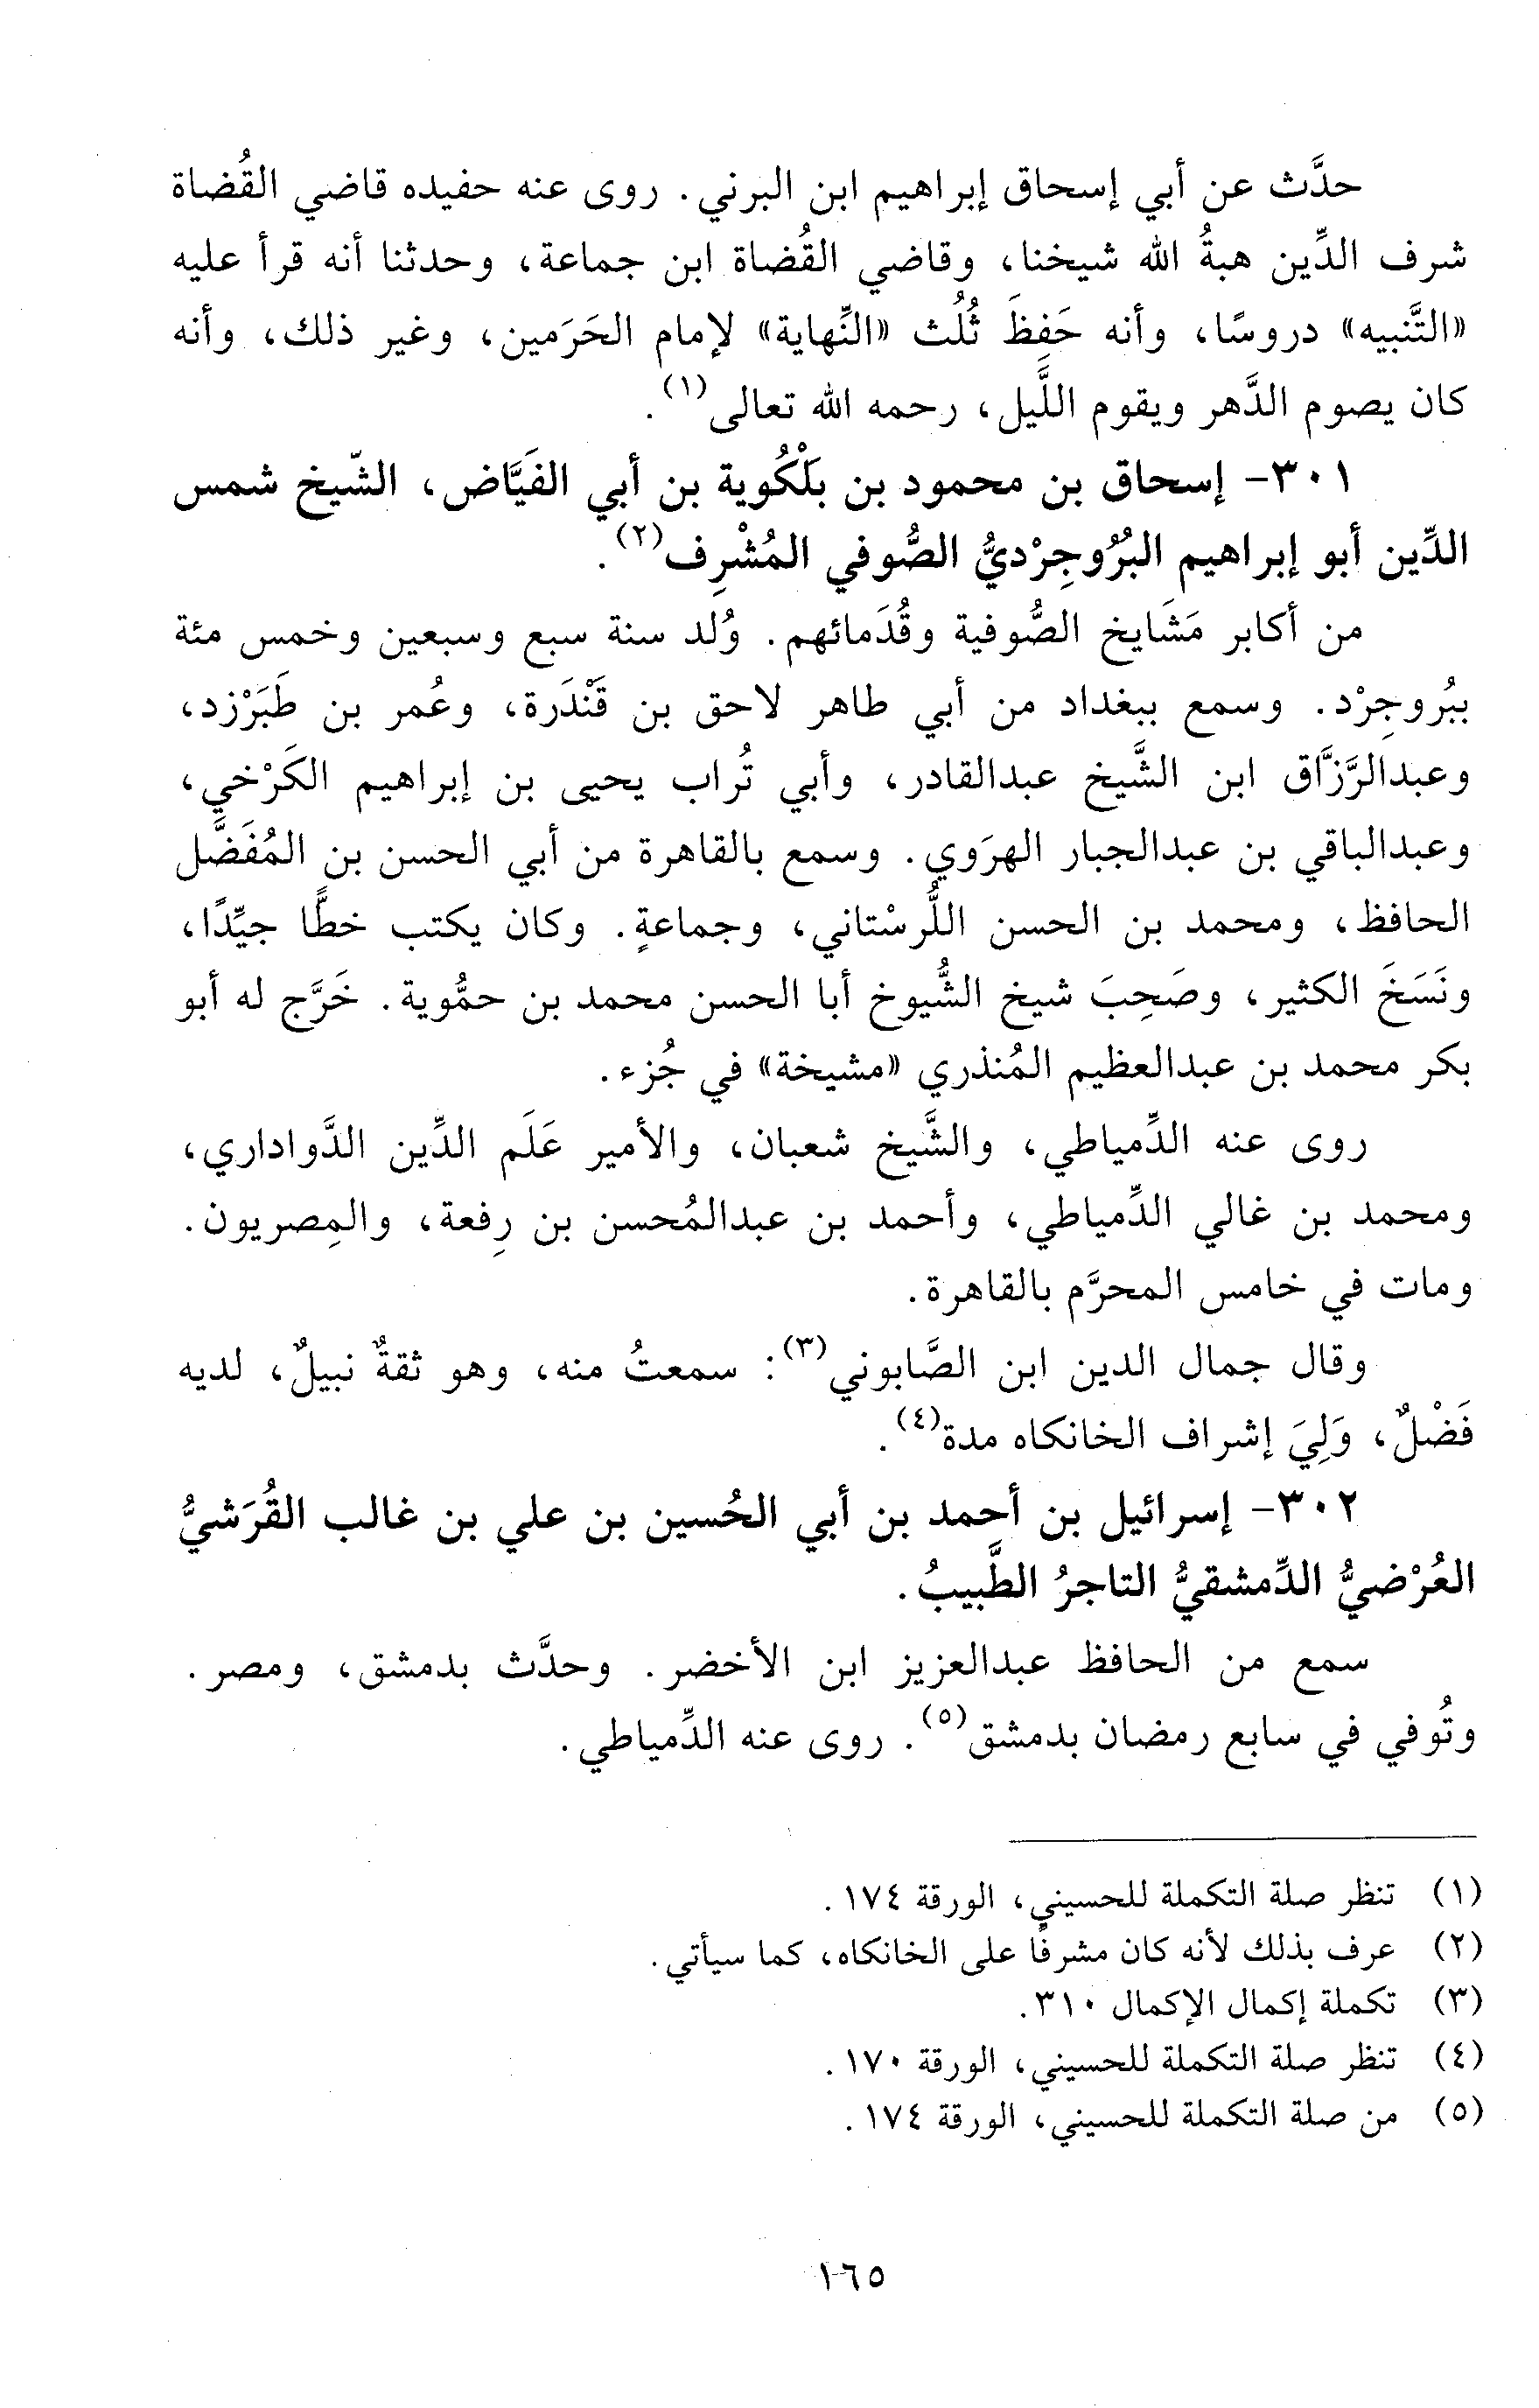 حدَّث عن أبي إسحاق إبراهيم ابن البرني. روى عنه حفيده قاضي القُضاة
شرف الدِّين هبةُ الله شيخنا، وقاضي القُضاة ابن جماعة، وحدثنا أنه قرأ عليه
«التَّنبيه» دروسًا، وأنه حَفِظَ ثُلُث «النِّهاية» لإمام الحَرَمين، وغير ذلك، وأنه
كان يصوم الدَّهر ويقوم اللَّيل، رحمه الله تعالى(١).
٣٠١- إسحاق بن محمود بن بَلْكُوية بن أبي الفَيَّاض، الشّيخ شمس
الدِّين أبو إبراهيم البُرُوجِرْديُّ الصُّوفي المُشْرِف(٢).
من أكابر مَشَايخ الصُّوفية وقُدَمائهم. وُلد سنة سبع وسبعين وخمس مئة
ببُروجِرْد. وسمع ببغداد من أبي طاهر لاحق بن قَنْدَرة، وعُمر بن طَبَرْزد،
وعبدالرَّزَّاق ابن الشَّيخ عبدالقادر، وأبي تُراب يحيى بن إبراهيم الكَرْخي،
وعبدالباقي بن عبدالجبار الهرَوي. وسمع بالقاهرة من أبي الحسن بن المُفَضَّل
الحافظ، ومحمد بن الحسن اللُّرسْتاني، وجماعةٍ. وكان يكتب خطًّا جيِّدًا،
ونَسَخَ الكثير، وصَحِبَ شيخ الشُّيوخ أبا الحسن محمد بن حمُّوية. خَرَّج له أبو
بكر محمد بن عبدالعظيم المُنذري «مشيخة» في جُزء.
روى عنه الدِّمياطي، والشَّيخ شعبان، والأمير عَلَم الدِّين الدَّواداري،
ومحمد بن غالي الدِّمياطي، وأحمد بن عبدالمُحسن بن رِفعة، والمِصريون.
ومات في خامس المحرَّم بالقاهرة.
وقال جمال الدين ابن الصَّابوني(٣): سمعتُ منه، وهو ثقةٌ نبيلٌ، لديه
فَضْلٌ، وَلِيَ إشراف الخانكاه مدة(٤).
٣٠٢- إسرائيل بن أحمد بن أبي الحُسين بن علي بن غالب القُرَشيُّ
العُرْضيُّ الدِّمشقيُّ التاجرُ الطَّبيبُ.
سمع من الحافظ عبدالعزيز ابن الأخضر. وحدَّث بدمشق، ومصر.
وتُوفي في سابع رمضان بدمشق(٥). روى عنه الدِّمياطي.
(١) تنظر صلة التكملة للحسيني، الورقة ١٧٤.
(٢) عرف بذلك لأنه كان مشرفًا على الخانكاه، كما سيأتي.
(٣) تكملة إكمال الإكمال ٣١٠.
(٤) تنظر صلة التكملة للحسيني، الورقة ١٧٠.
(٥) من صلة التكملة للحسيني، الورقة ١٧٤.
١٦٥